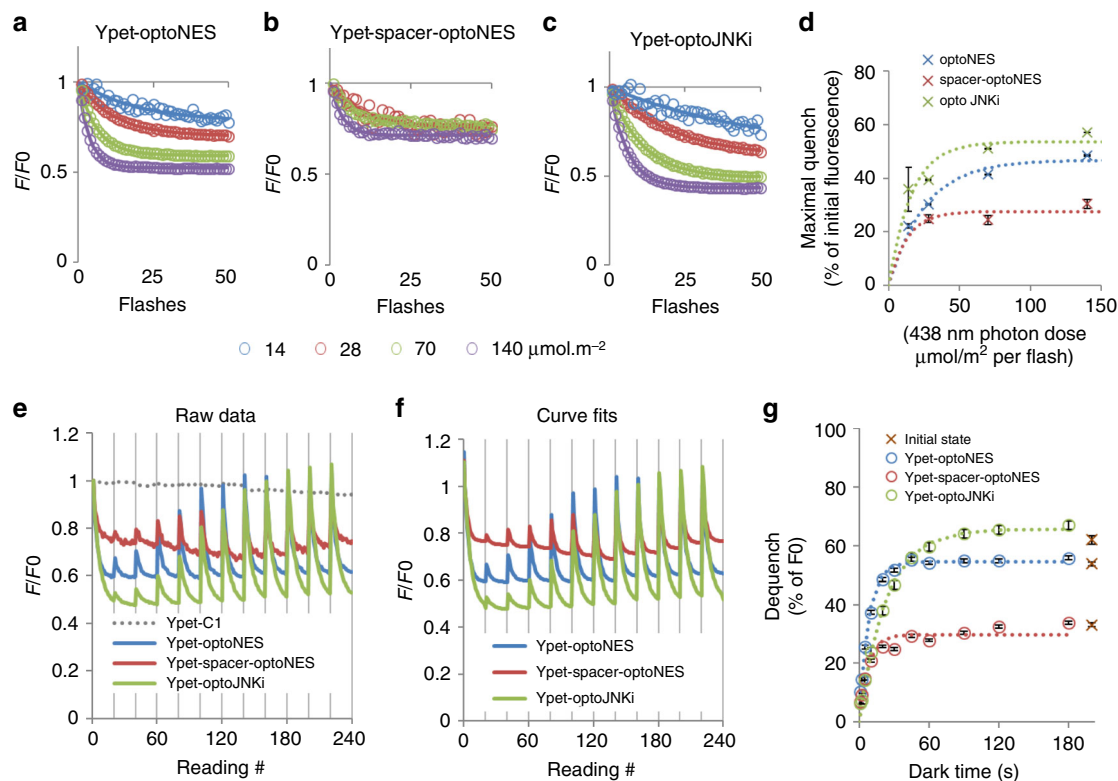 a
Ypet-optoNES
F/F0
1
0.5
0
0 25 50
Flashes
b
Ypet-spacer-optoNES
F/F0
1
0.5
0
0 25 50
Flashes
c
Ypet-optoJNKi
F/F0
1
0.5
0
0 25 50
Flashes
14 28 70 140 μmol.m−2
d
Maximal quench
(% of initial fluorescence)
optoNES
spacer-optoNES
opto JNKi
80
60
40
20
0
0 50 100 150
(438 nm photon dose
μmol/m2 per flash)
e
Raw data
F/F0
1.2
1
0.8
0.6
0.4
0.2
0
Ypet-C1
Ypet-optoNES
Ypet-spacer-optoNES
Ypet-optoJNKi
0 60 120 180 240
Reading #
f
Curve fits
F/F0
1.2
1
0.8
0.6
0.4
0.2
0
Ypet-optoNES
Ypet-spacer-optoNES
Ypet-optoJNKi
0 60 120 180 240
Reading #
g
Dequench
(% of F0)
100
80
60
40
20
0
Initial state
Ypet-optoNES
Ypet-spacer-optoNES
Ypet-optoJNKi
0 60 120 180
Dark time (s)